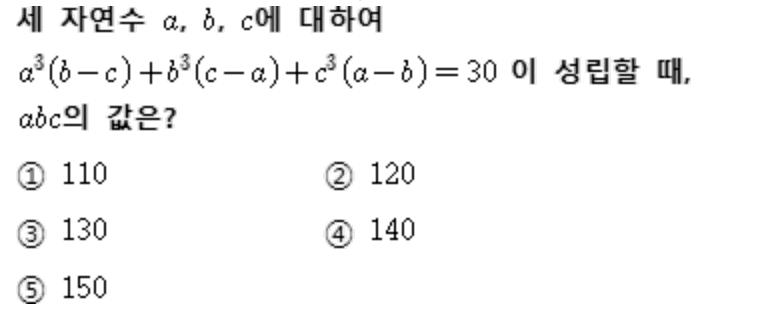 세 자연수 a, b, c에 대하여
a³(b−c)+b³(c−a)+c³(a−b)=30 이 성립할 때,
abc의 값은?
① 110 ② 120
③ 130 ④ 140
⑤ 150